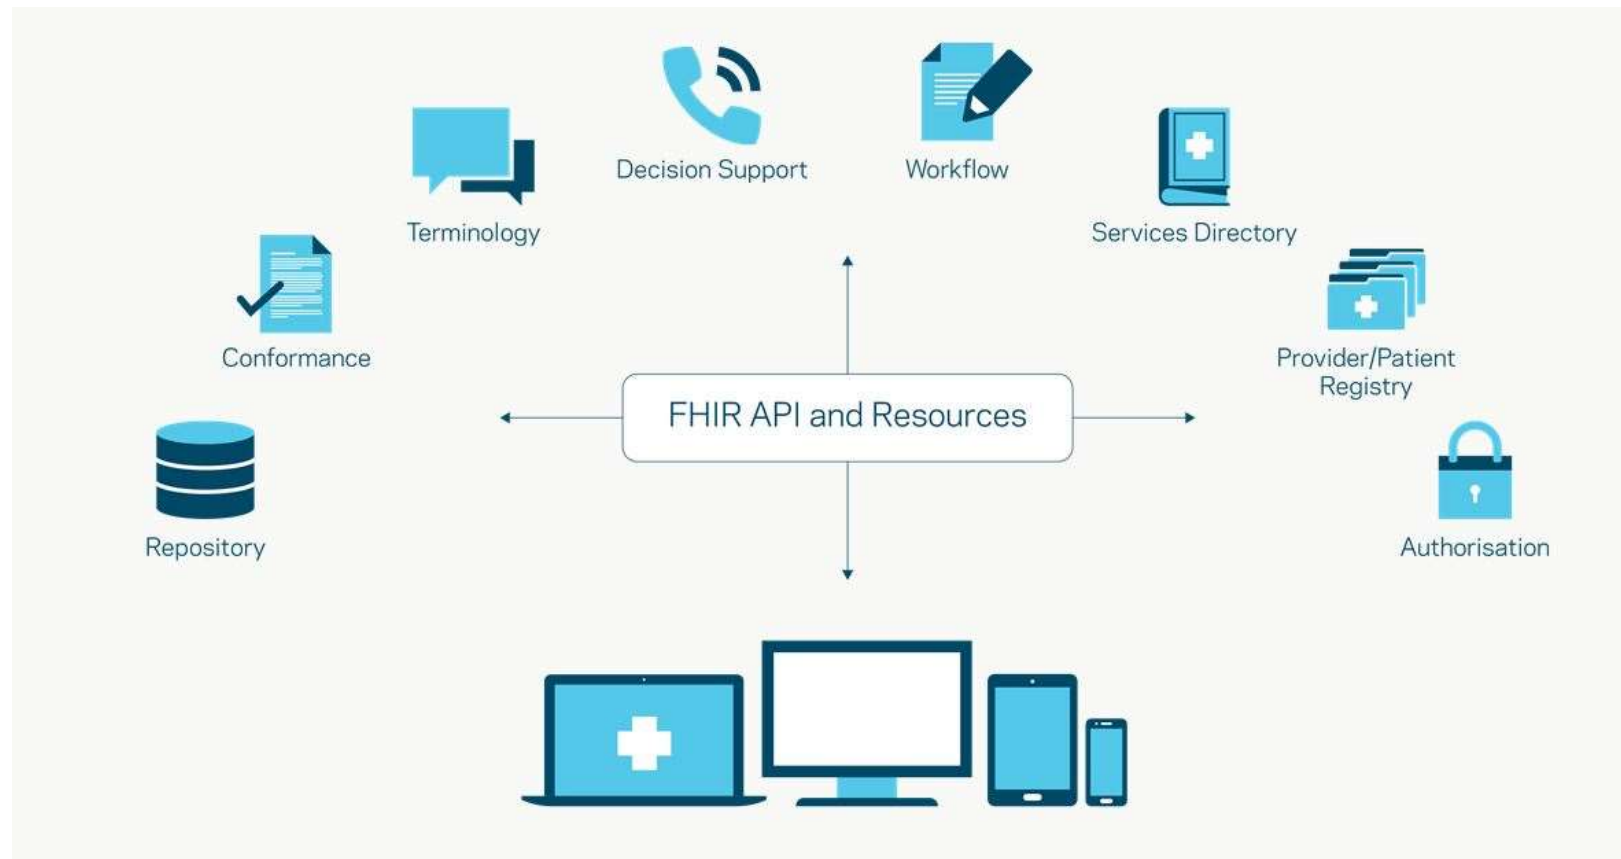 Decision Support
Workflow
Terminology
Services Directory
Conformance
Provider/Patient
Registry
FHIR API and Resources
Repository
Authorisation